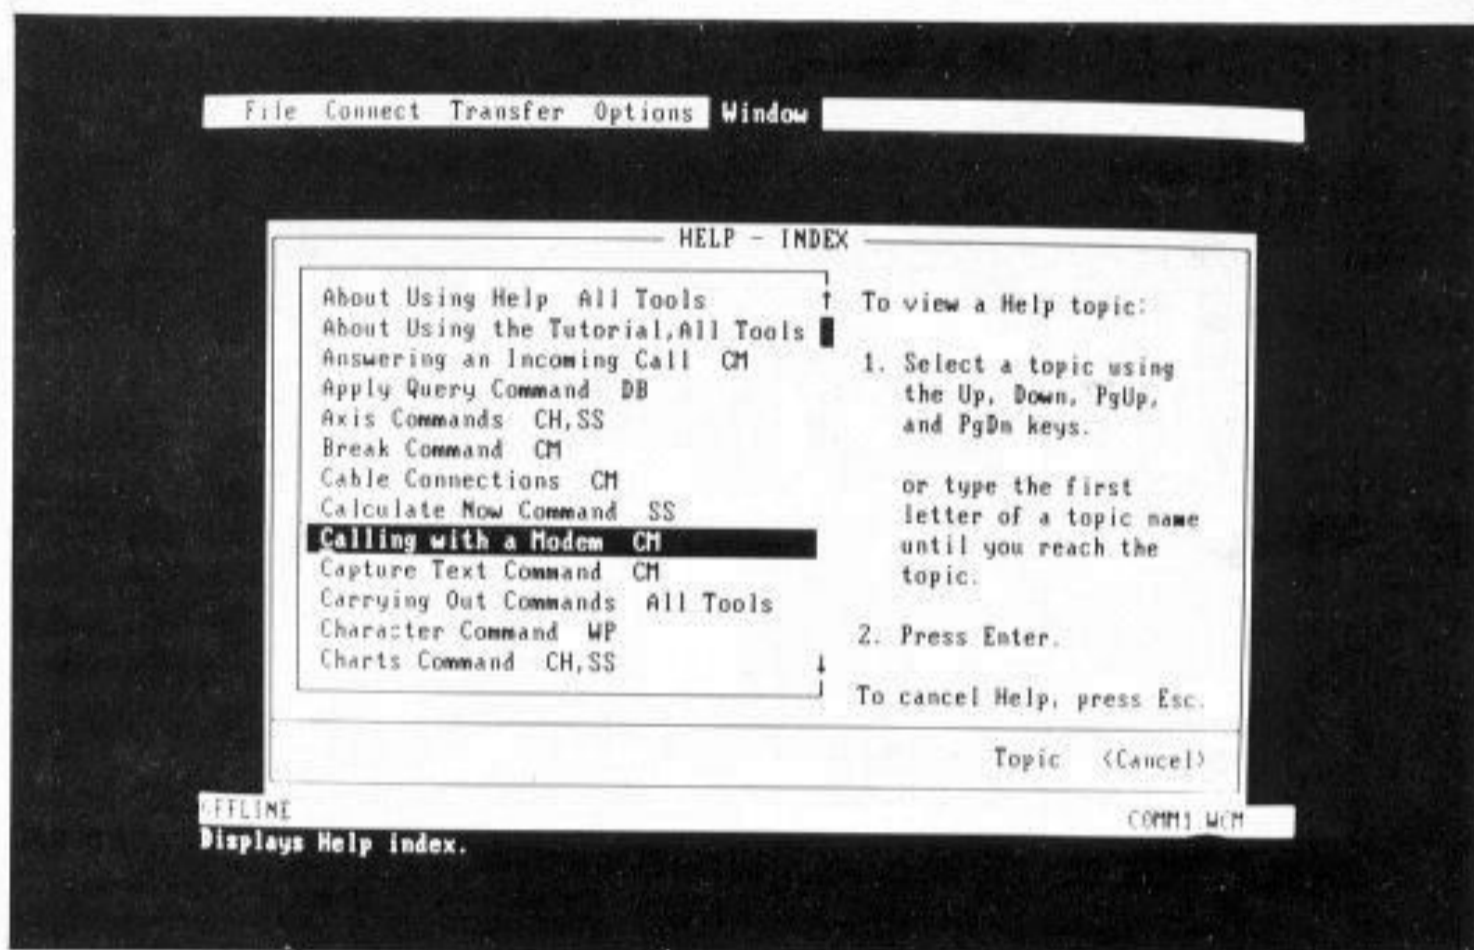 File Connect Transfer Options Window
HELP - INDEX
About Using Help All Tools
About Using the Tutorial,All Tools
Answering an Incoming Call CM
Apply Query Command DB
Axis Commands CH,SS
Break Command CM
Cable Connections CM
Calculate Now Command SS
Calling with a Modem CM
Capture Text Command CM
Carrying Out Commands All Tools
Character Command WP
Charts Command CH,SS
To view a Help topic:
1. Select a topic using
the Up, Down, PgUp,
and PgDn keys.
or type the first
letter of a topic name
until you reach the
topic.
2. Press Enter.
To cancel Help, press Esc.
Topic <Cancel>
OFFLINE COMM1.WCM
Displays Help index.